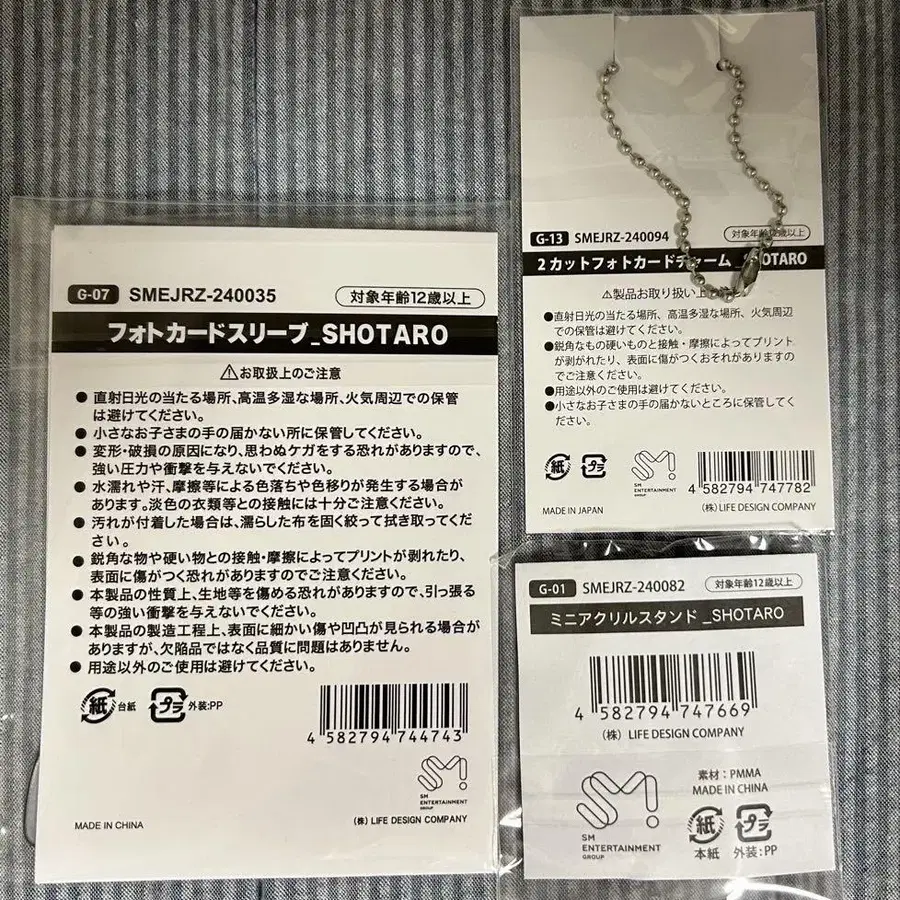 G-07 SMEJRZ-240035 対象年齢12歳以上
フォトカードスリーブ_SHOTARO
⚠お取扱上のご注意
● 直射日光の当たる場所、高温多湿な場所、火気周辺での保管
は避けてください。
● 小さなお子さまの手の届かない所に保管してください。
● 変形・破損の原因になり、思わぬケガをする恐れがありますので、
強い圧力や衝撃を与えないでください。
● 水濡れや汗、摩擦等による色落ちや色移りが発生する場合が
あります。淡色の衣類等との接触には十分ご注意ください。
● 汚れが付着した場合は、濡らした布を固く絞って拭き取ってくだ
さい。
● 鋭角な物や硬い物との接触・摩擦によってプリントが剥れたり、
表面に傷がつく恐れがありますのでご注意ください。
● 本製品の性質上、生地等を傷める恐れがありますので、引っ張る
等の強い衝撃を与えないでください。
● 本製品の製造工程上、表面に細かい傷や凹凸が見られる場合が
ありますが、欠陥品ではなく品質に問題はありません。
● 用途以外のご使用は避けてください。
紙 台紙 プラ 外装:PP
4 582794 744743
SM
ENTERTAINMENT
GROUP
MADE IN CHINA
(株) LIFE DESIGN COMPANY
G-13 SMEJRZ-240094 対象年齢 歳以上
2カットフォトカードチャーム _SHOTARO
⚠製品お取り扱い上
●直射日光の当たる場所、高温多湿な場所、火気周辺
での保管は避けてください。
●鋭角なもの硬いものと接触・摩擦によってプリント
が剥がれたり、表面に傷がつくおそれがありますの
でご注意ください。
●用途以外のご使用は避けてください。
●小さなお子さまの手の届かないところに保管してく
ださい。
紙 プラ
SM
ENTERTAINMENT
GROUP
4 582794 747782
MADE IN JAPAN
(株) LIFE DESIGN COMPANY
G-01 SMEJRZ-240082 対象年齢12歳以上
ミニアクリルスタンド _SHOTARO
4 582794 747669
(株) LIFE DESIGN COMPANY
素材:PMMA
MADE IN CHINA
紙 プラ
本紙 外装:PP
SM
ENTERTAINMENT
GROUP